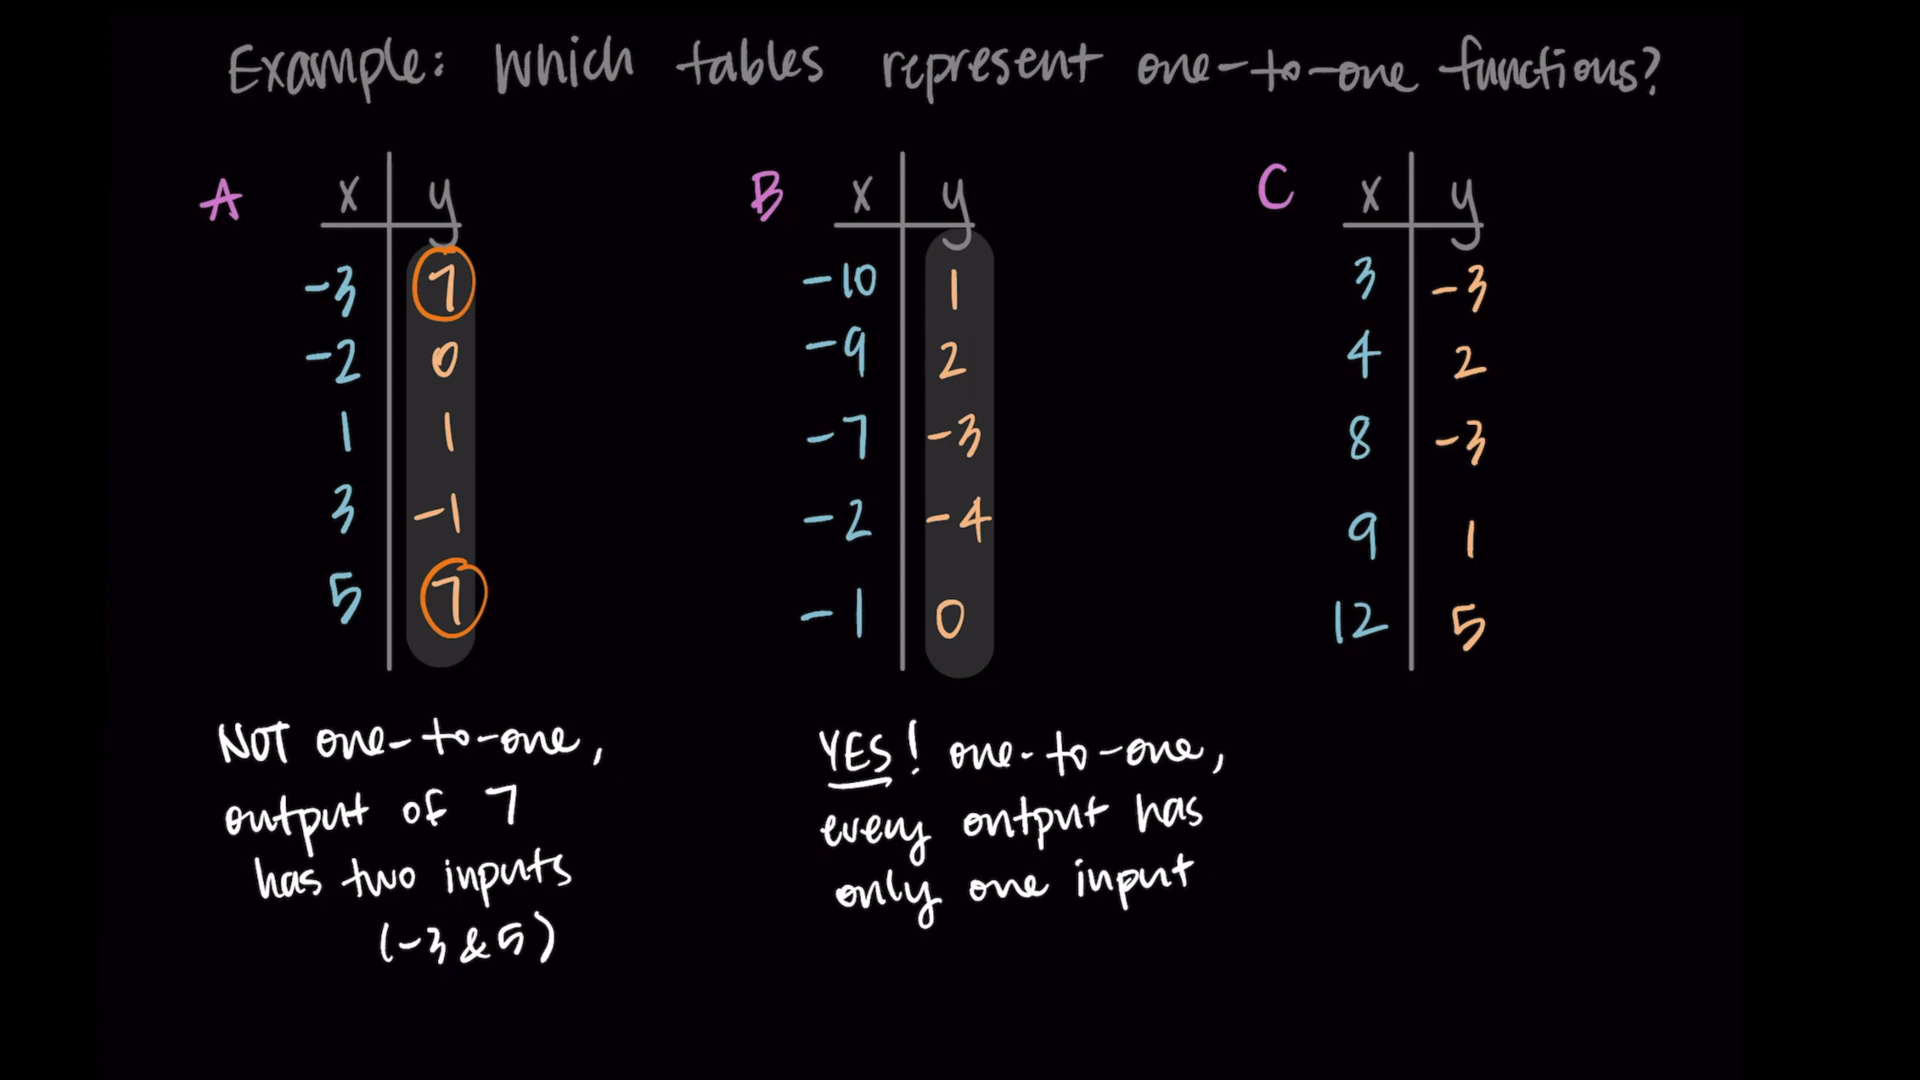 Example: Which tables represent one-to-one functions?
A
x y
-3 7
-2 0
1 1
3 -1
5 7
NOT one-to-one,
output of 7
has two inputs
(-3 & 5)
B
x y
-10 1
-9 2
-7 -3
-2 -4
-1 0
YES! one-to-one,
every output has
only one input
C
x y
3 -3
4 2
8 -3
9 1
12 5